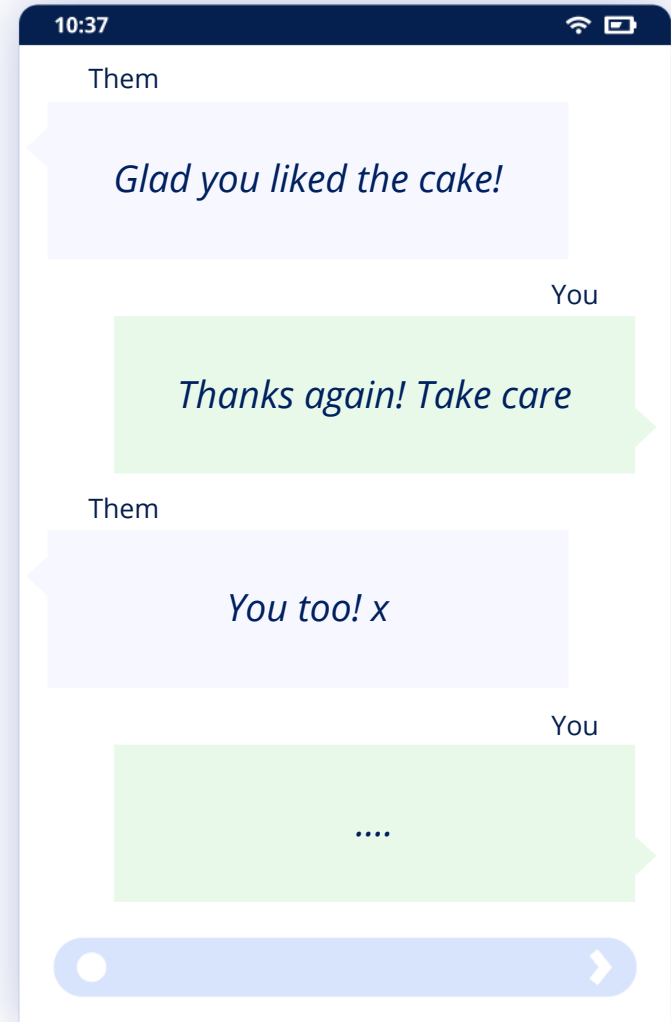 10:37
Them
Glad you liked the cake!
You
Thanks again! Take care
Them
You too! x
You
....